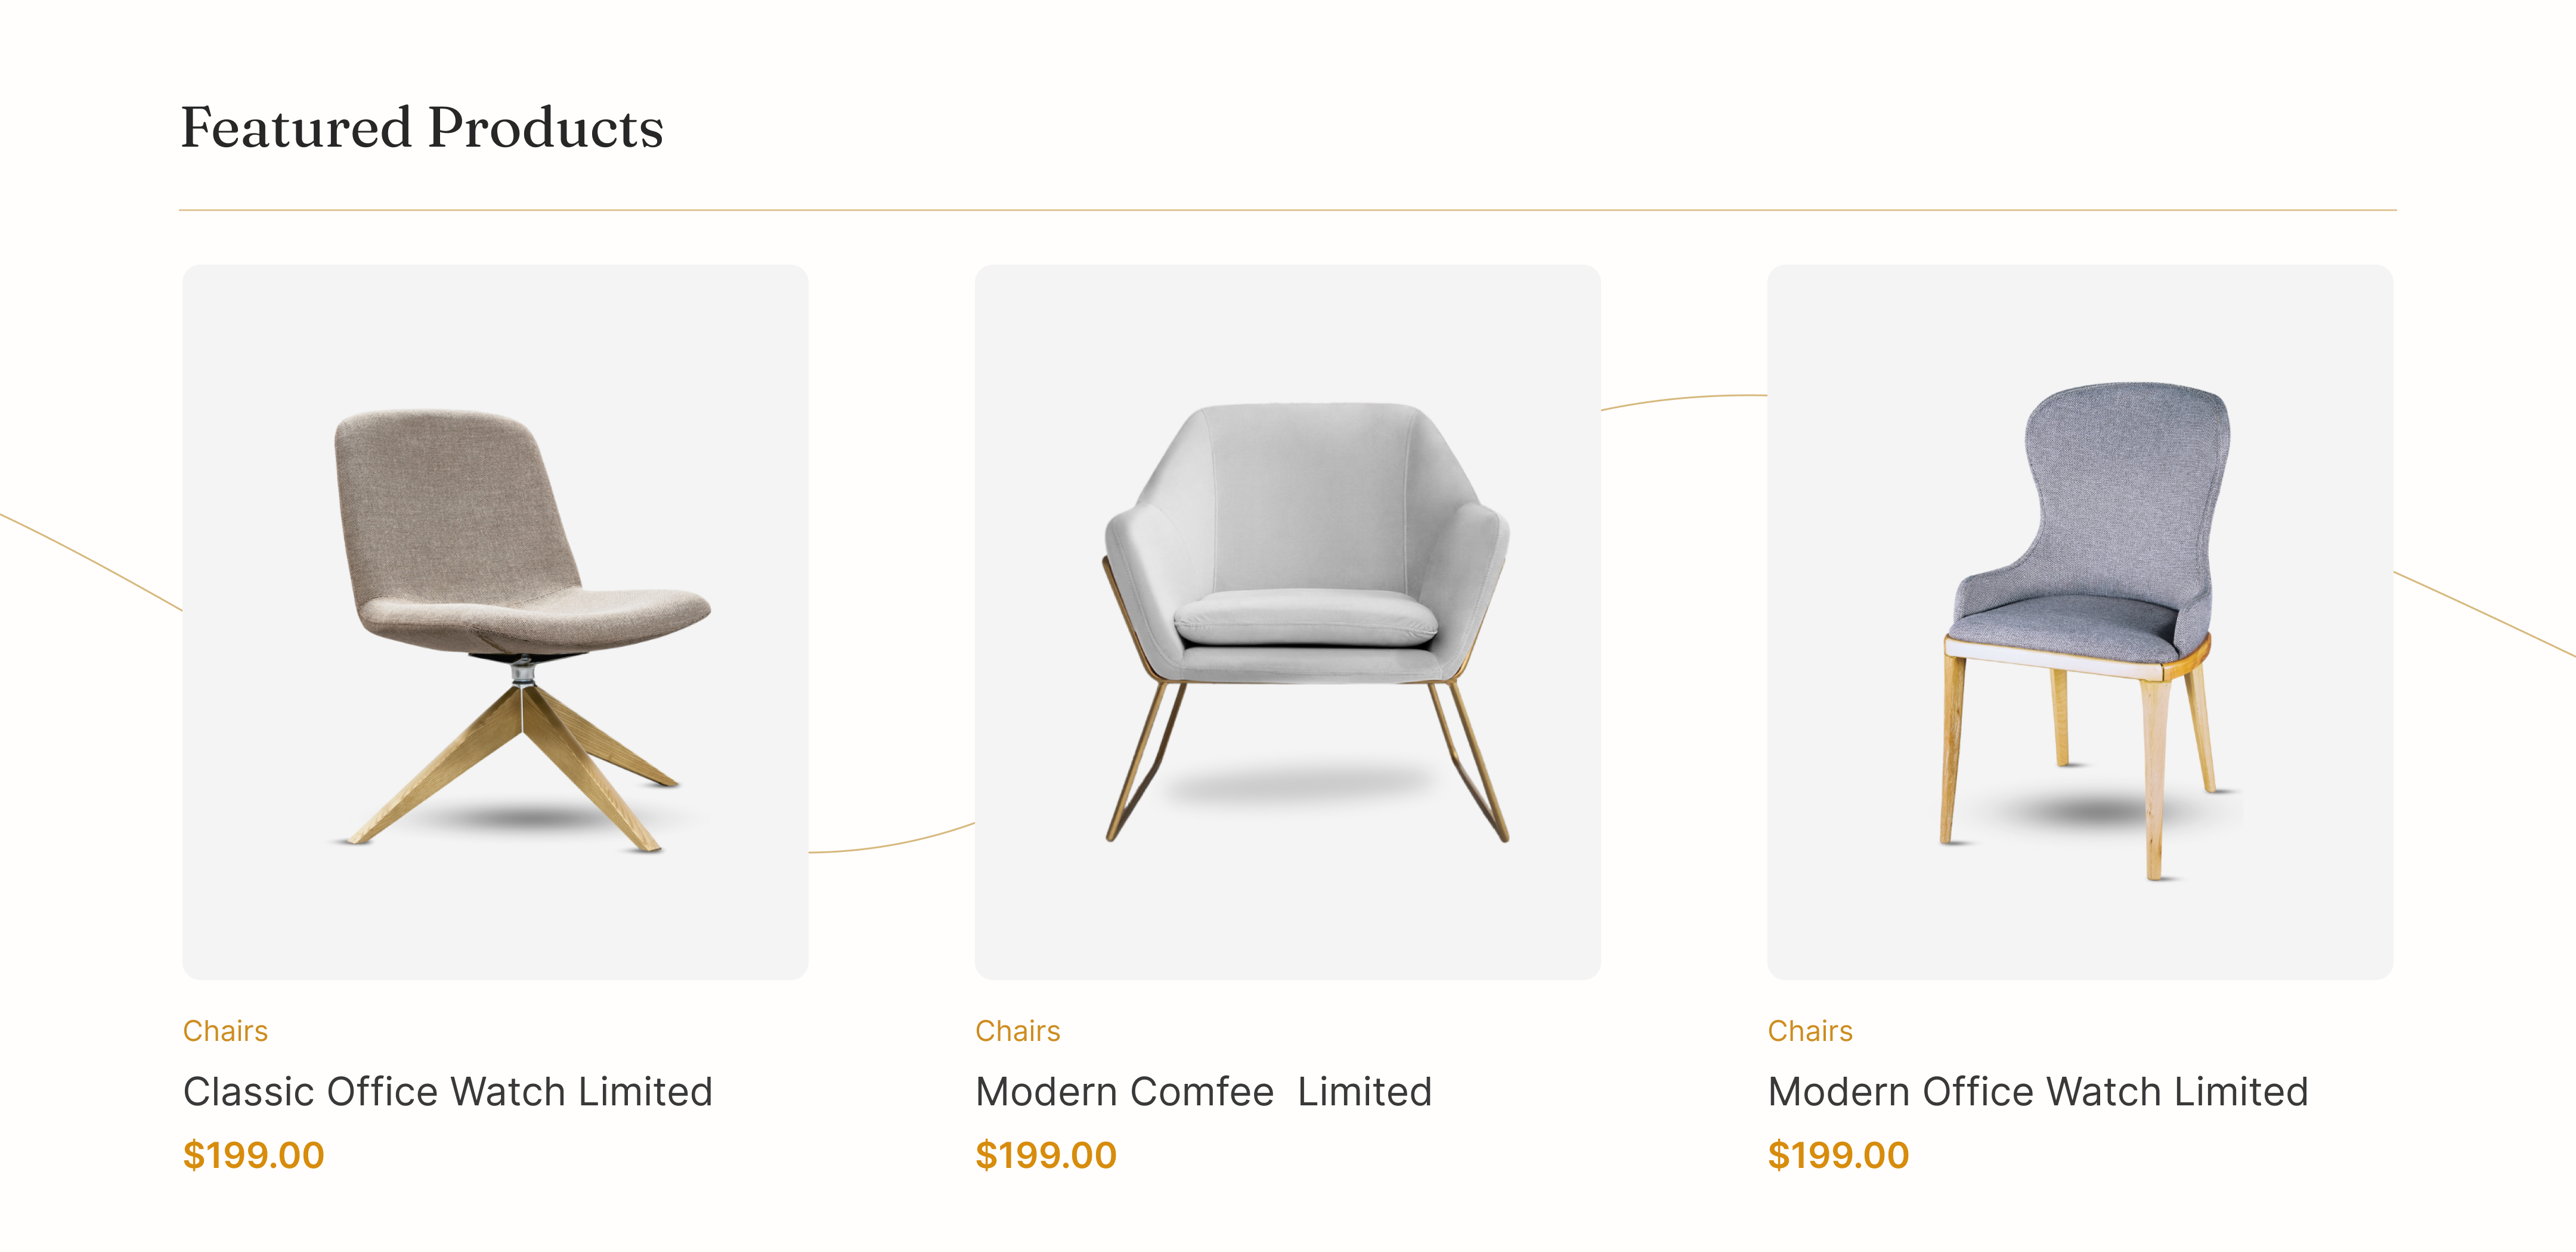 Featured Products
Chairs
Classic Office Watch Limited
$199.00
Chairs
Modern Comfee  Limited
$199.00
Chairs
Modern Office Watch Limited
$199.00